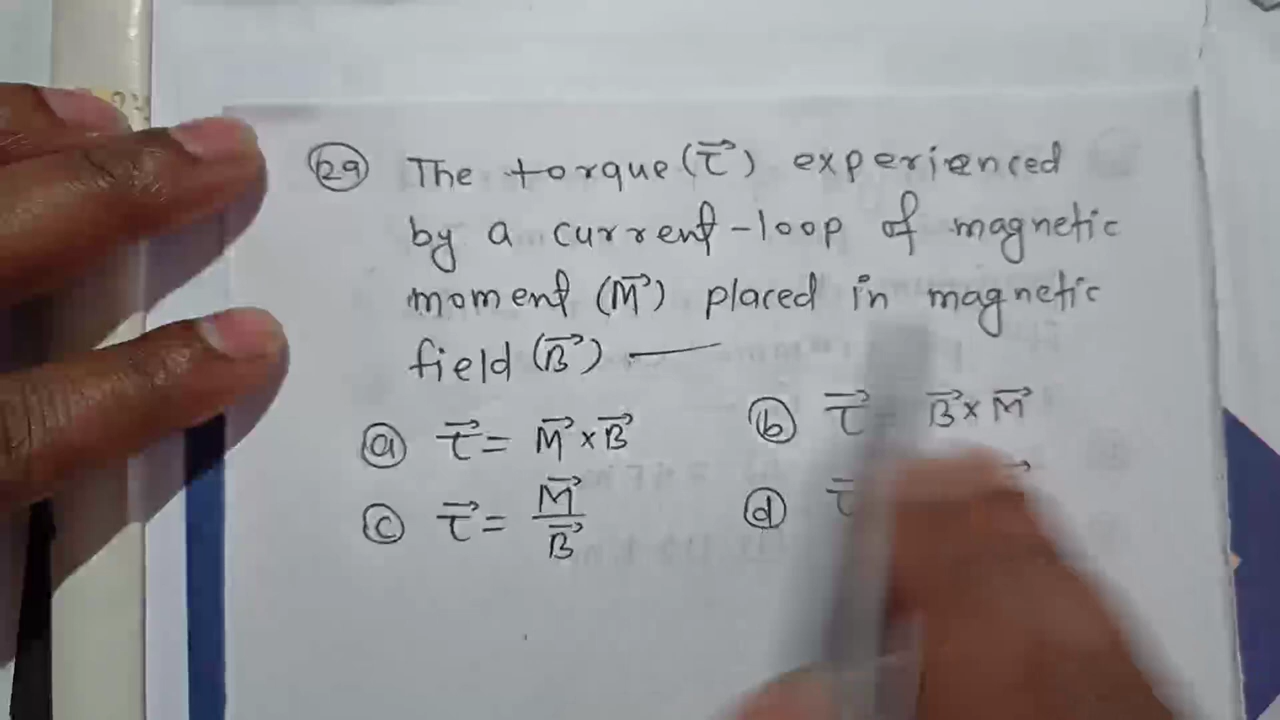 29 The torque (τ⃗) experienced
by a current-loop of magnetic
moment (M⃗) placed in magnetic
field (B⃗) —
a τ⃗ = M⃗ × B⃗
b τ⃗ = B⃗ × M⃗
c τ⃗ = M⃗/B⃗
d τ